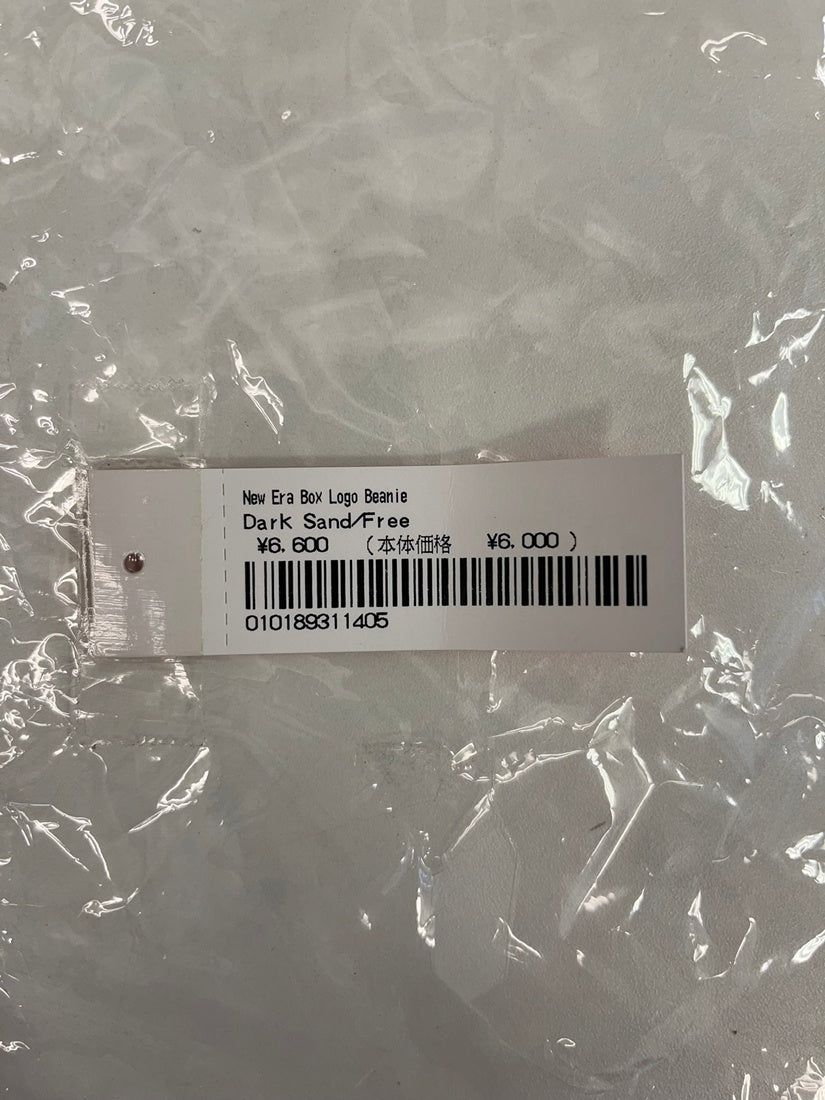 New Era Box Logo Beanie
Dark Sand/Free
¥6,600 (本体価格 ¥6,000 )
010189311405